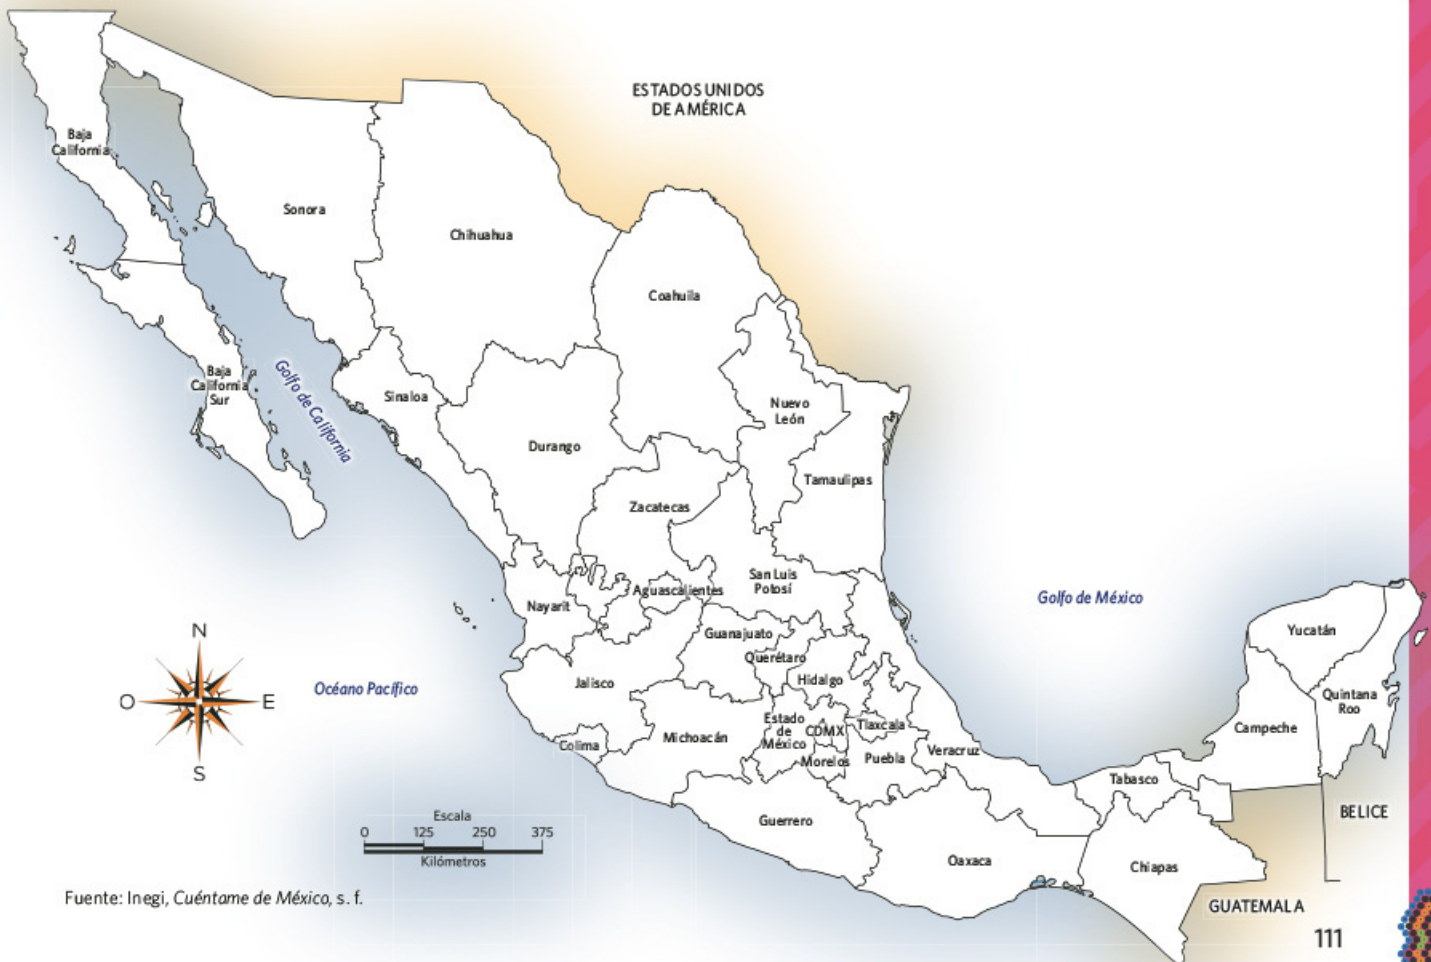 ESTADOS UNIDOS
DE AMÉRICA
Baja
California
Sonora
Chihuahua
Coahuila
Baja
California
Sur
Golfo de California
Sinaloa
Nuevo
León
Durango
Tamaulipas
Zacatecas
San Luis
Potosí
Aguascalientes
Nayarit
Golfo de México
Guanajuato
Yucatán
Querétaro
Hidalgo
Jalisco
Océano Pacífico
Quintana
Roo
Estado
de
México
CDMX
Tlaxcala
Campeche
Michoacán
Colima
Morelos
Puebla
Veracruz
Tabasco
N
O
E
S
Escala
0 125 250 375
Kilómetros
Guerrero
BELICE
Oaxaca
Chiapas
GUATEMALA
Fuente: Inegi, Cuéntame de México, s. f.
111